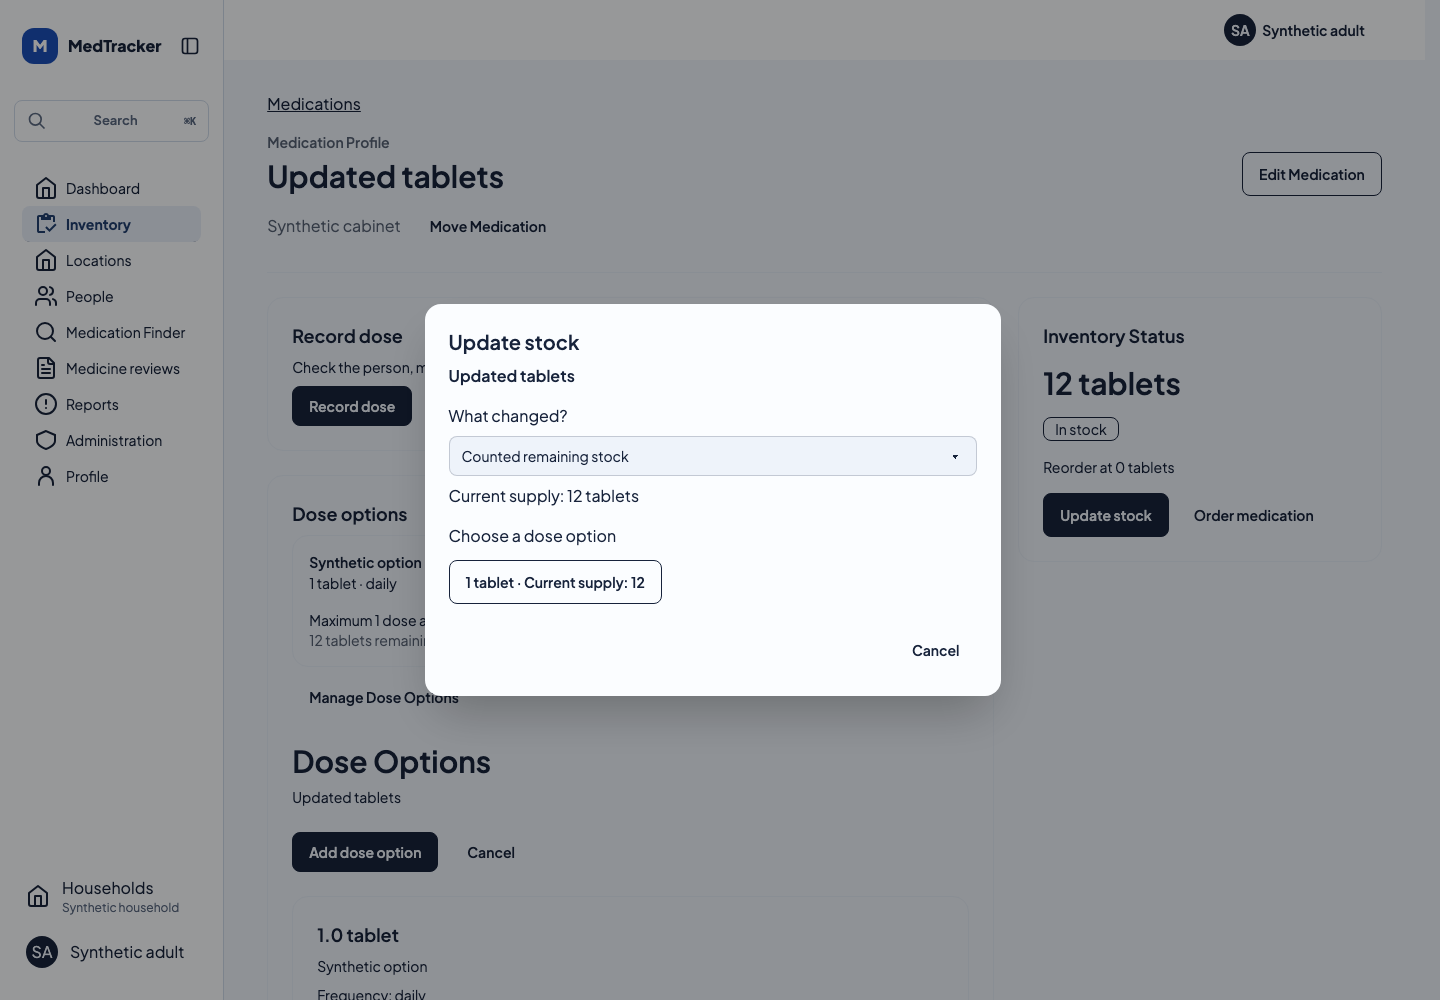 M MedTracker
Search ⌘K
Dashboard
Inventory
Locations
People
Medication Finder
Medicine reviews
Reports
Administration
Profile
Households
Synthetic household
SA Synthetic adult
SA Synthetic adult
Medications
Medication Profile
Updated tablets
Edit Medication
Synthetic cabinet
Move Medication
Record dose
Check the person, m
Record dose
Dose options
Synthetic option
1 tablet · daily
Maximum 1 dose a
12 tablets remainin
Manage Dose Options
Dose Options
Updated tablets
Add dose option
Cancel
1.0 tablet
Synthetic option
Frequency: daily
Update stock
Updated tablets
What changed?
Counted remaining stock
Current supply: 12 tablets
Choose a dose option
1 tablet · Current supply: 12
Cancel
Inventory Status
12 tablets
In stock
Reorder at 0 tablets
Update stock
Order medication